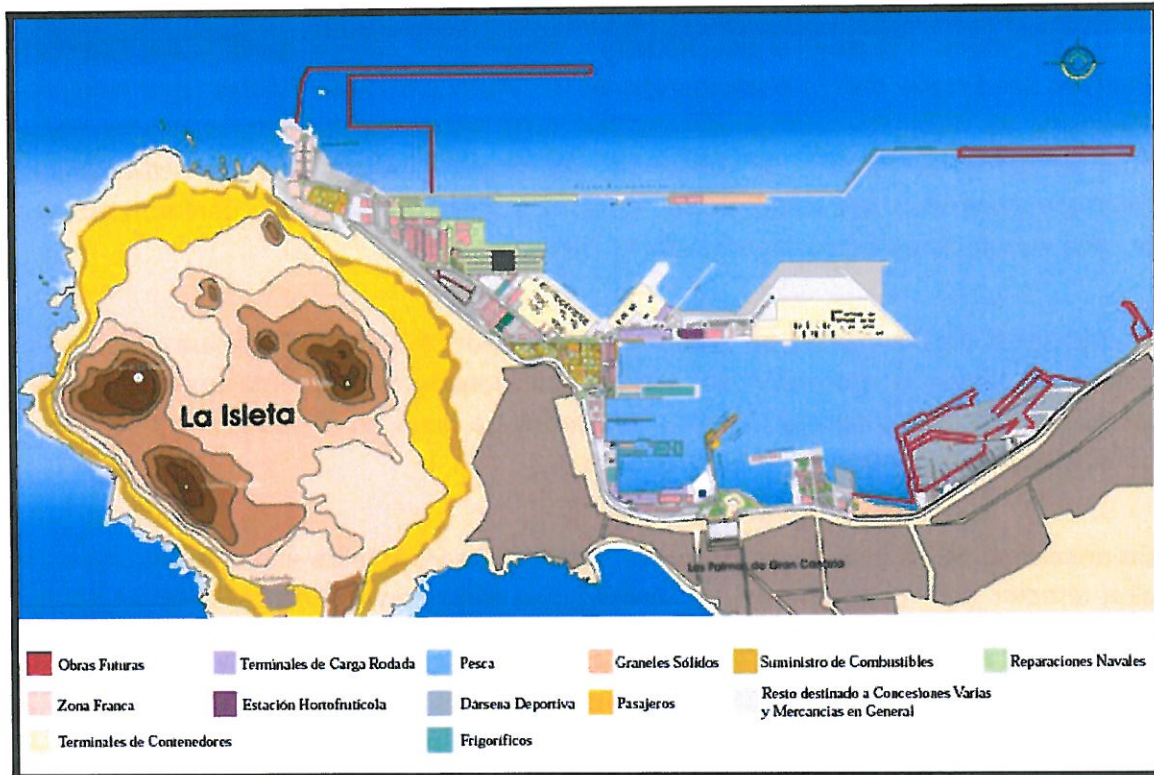 La Isleta
Las Palmas de Gran Canaria
Obras Futuras
Terminales de Carga Rodada
Pesca
Graneles Sólidos
Suministro de Combustibles
Reparaciones Navales
Zona Franca
Estación Hortofrutícola
Dársena Deportiva
Pasajeros
Resto destinado a Concesiones Varias
y Mercancias en General
Terminales de Contenedores
Frigoríficos